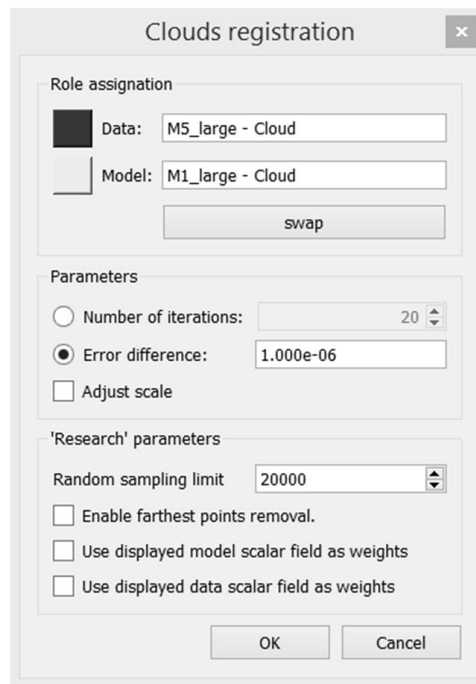 Clouds registration
x
Role assignation
Data: M5_large - Cloud
Model: M1_large - Cloud
swap
Parameters
Number of iterations: 20
Error difference: 1.000e-06
Adjust scale
'Research' parameters
Random sampling limit 20000
Enable farthest points removal.
Use displayed model scalar field as weights
Use displayed data scalar field as weights
OK Cancel